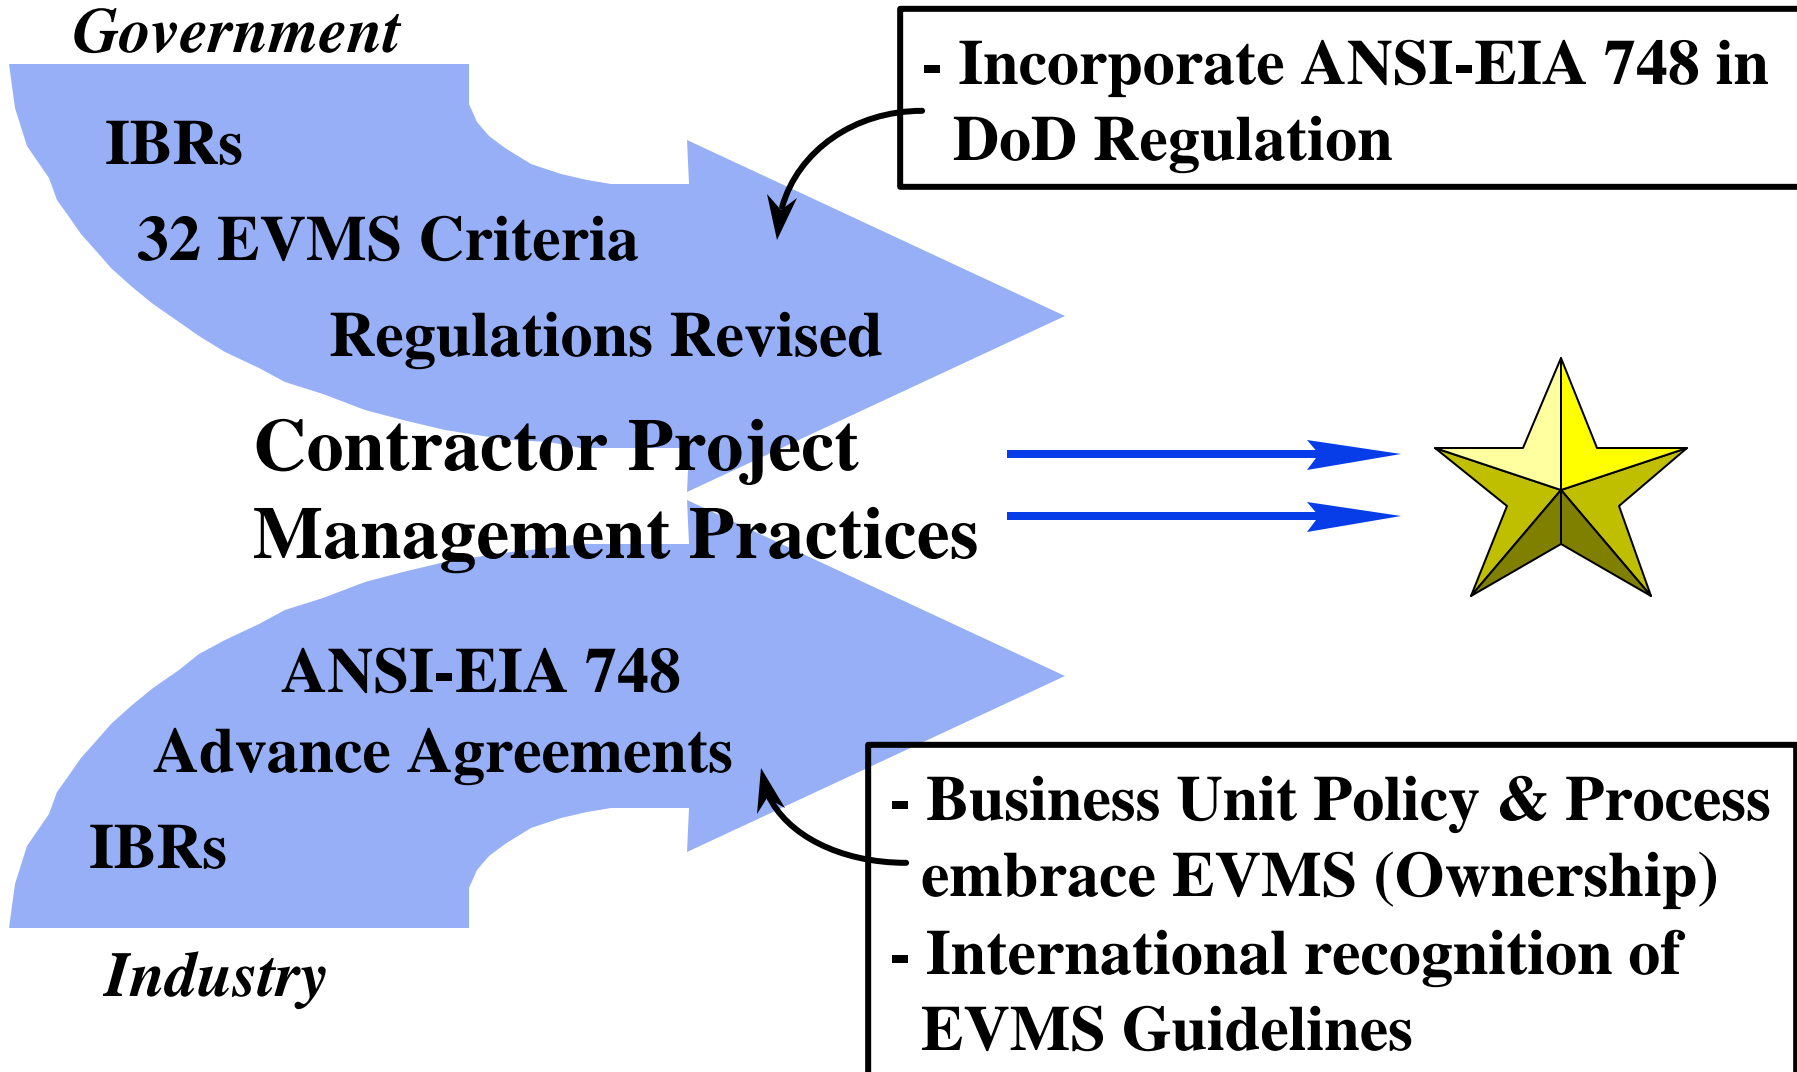 Government
- Incorporate ANSI-EIA 748 in
DoD Regulation
IBRs
32 EVMS Criteria
Regulations Revised
Contractor Project
Management Practices
ANSI-EIA 748
Advance Agreements
IBRs
Industry
- Business Unit Policy & Process
embrace EVMS (Ownership)
- International recognition of
EVMS Guidelines